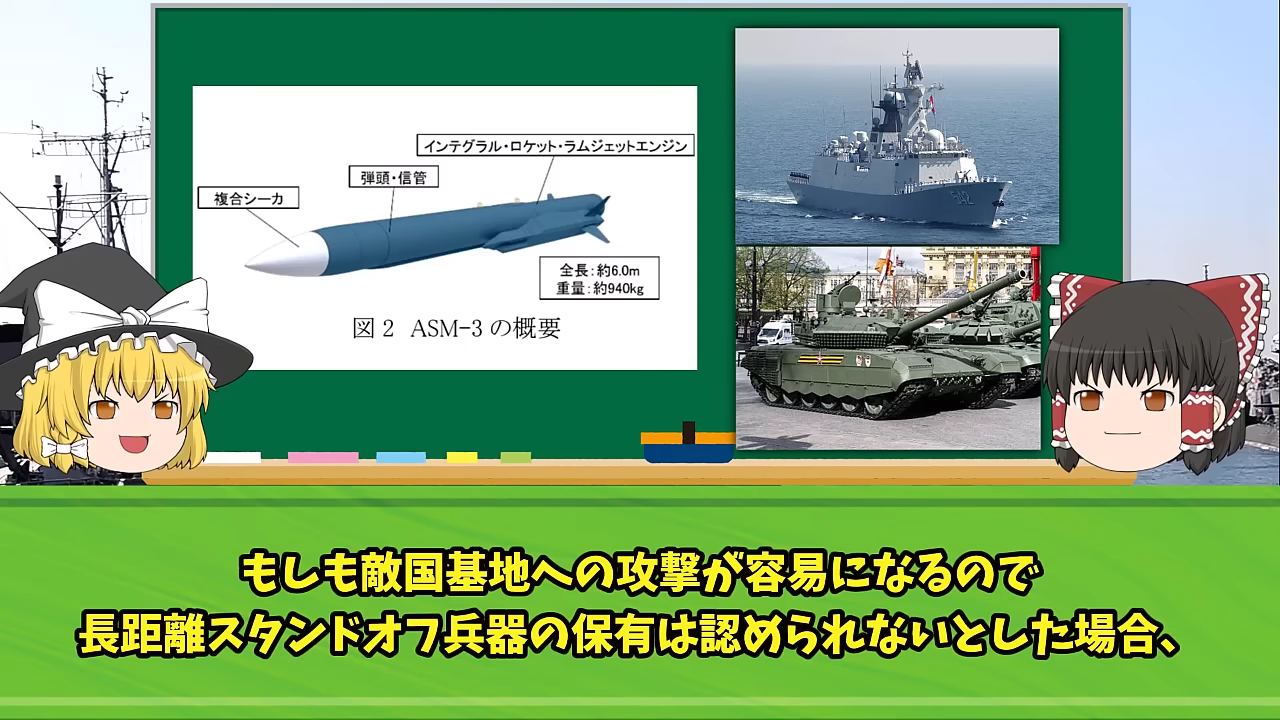 インテグラル・ロケット・ラムジェットエンジン
弾頭・信管
複合シーカ
全長：約6.0m
重量：約940kg
図2 ASM-3の概要
542
もしも敵国基地への攻撃が容易になるので
長距離スタンドオフ兵器の保有は認められないとした場合、